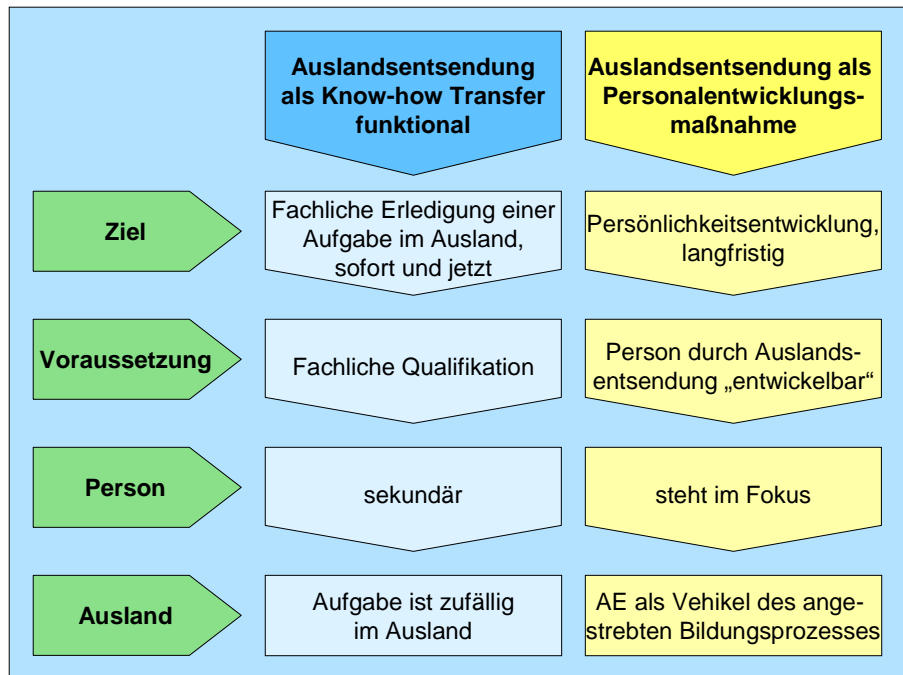 Auslandsentsendung
als Know-how Transfer
funktional
Auslandsentsendung als
Personalentwicklungs-
maßnahme
Ziel
Fachliche Erledigung einer
Aufgabe im Ausland,
sofort und jetzt
Persönlichkeitsentwicklung,
langfristig
Voraussetzung
Fachliche Qualifikation
Person durch Auslands-
entsendung „entwickelbar“
Person
sekundär
steht im Fokus
Ausland
Aufgabe ist zufällig
im Ausland
AE als Vehikel des ange-
strebten Bildungsprozesses